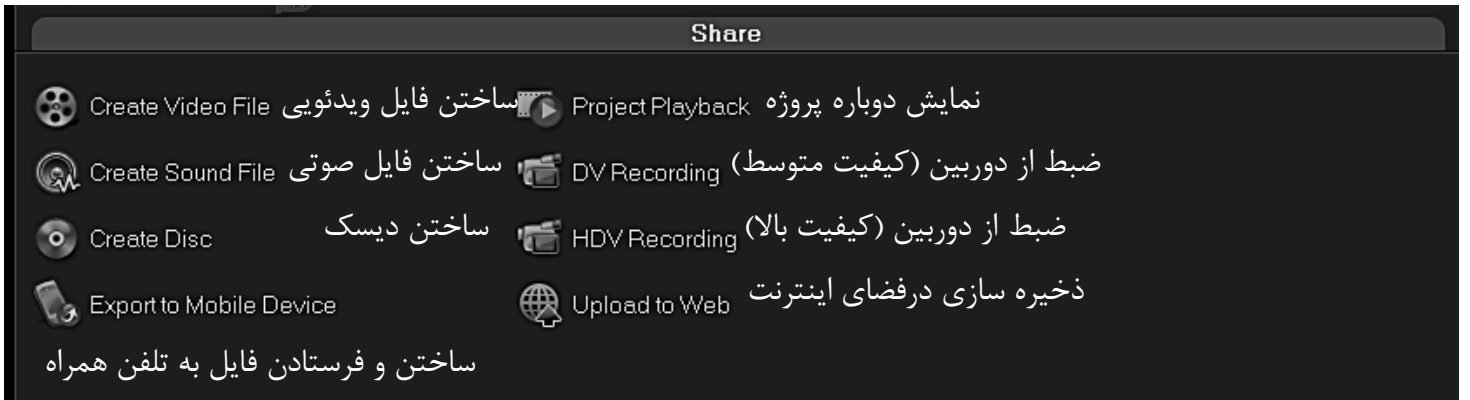 Share
Create Video File ساختن فایل ویدئویی Project Playback نمایش دوباره پروژه
Create Sound File ساختن فایل صوتی DV Recording ضبط از دوربین (کیفیت متوسط)
Create Disc ساختن دیسک HDV Recording ضبط از دوربین (کیفیت بالا)
Export to Mobile Device Upload to Web ذخیره سازی درفضای اینترنت
ساختن و فرستادن فایل به تلفن همراه